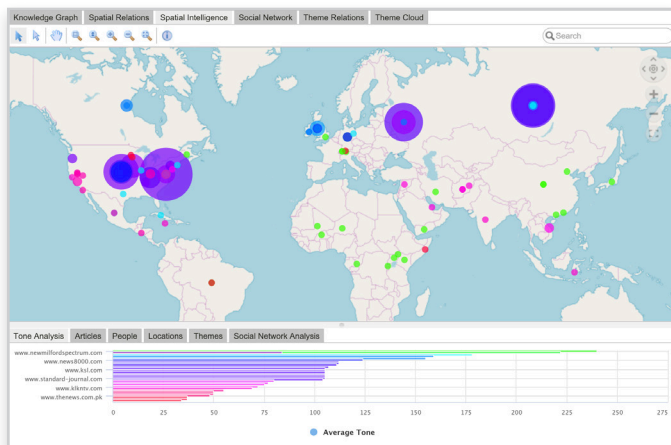 Knowledge Graph Spatial Relations Spatial Intelligence Social Network Theme Relations Theme Cloud
Search
Tone Analysis Articles People Locations Themes Social Network Analysis
www.newmilfordspectrum.com
www.news8000.com
www.ksl.com
www.standard-journal.com
www.klkntv.com
www.thenews.com.pk
0 25 50 75 100 125 150 175 200 225 250 275
Average Tone